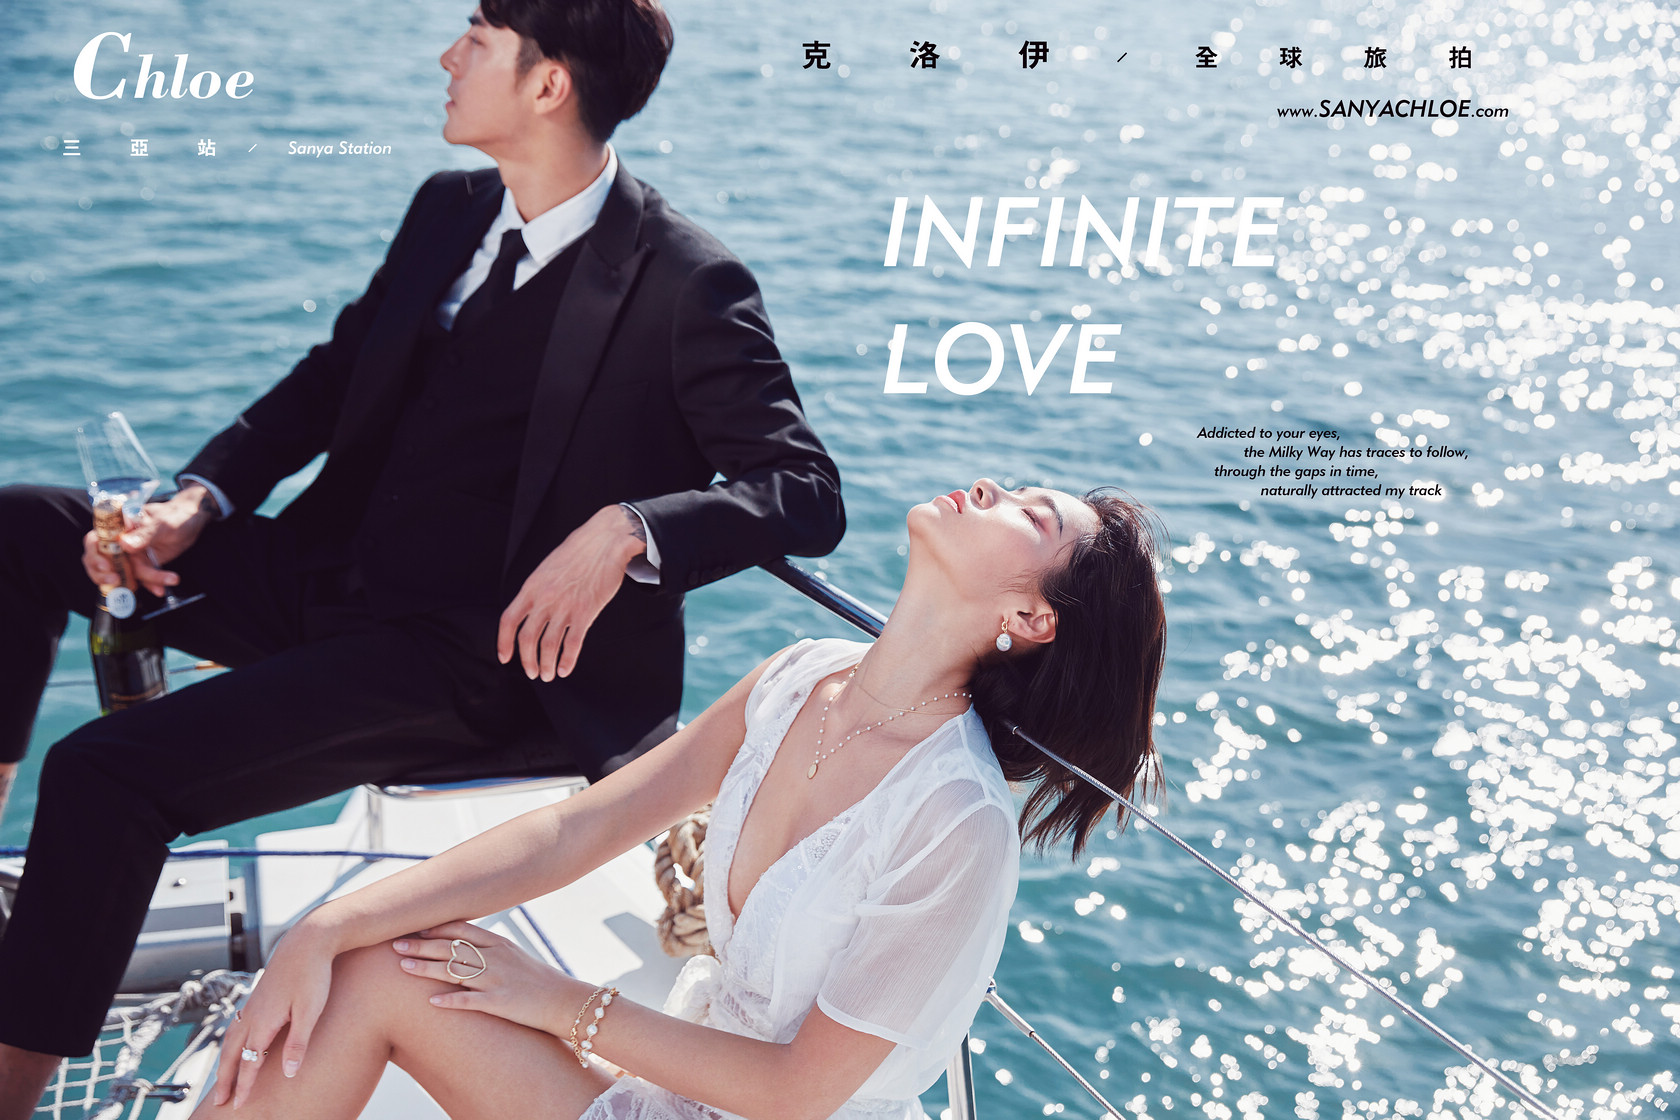 Chloe
三亞站 / Sanya Station
克洛伊 / 全球旅拍
www.SANYACHLOE.com
INFINITE
LOVE
Addicted to your eyes,
the Milky Way has traces to follow,
through the gaps in time,
naturally attracted my track